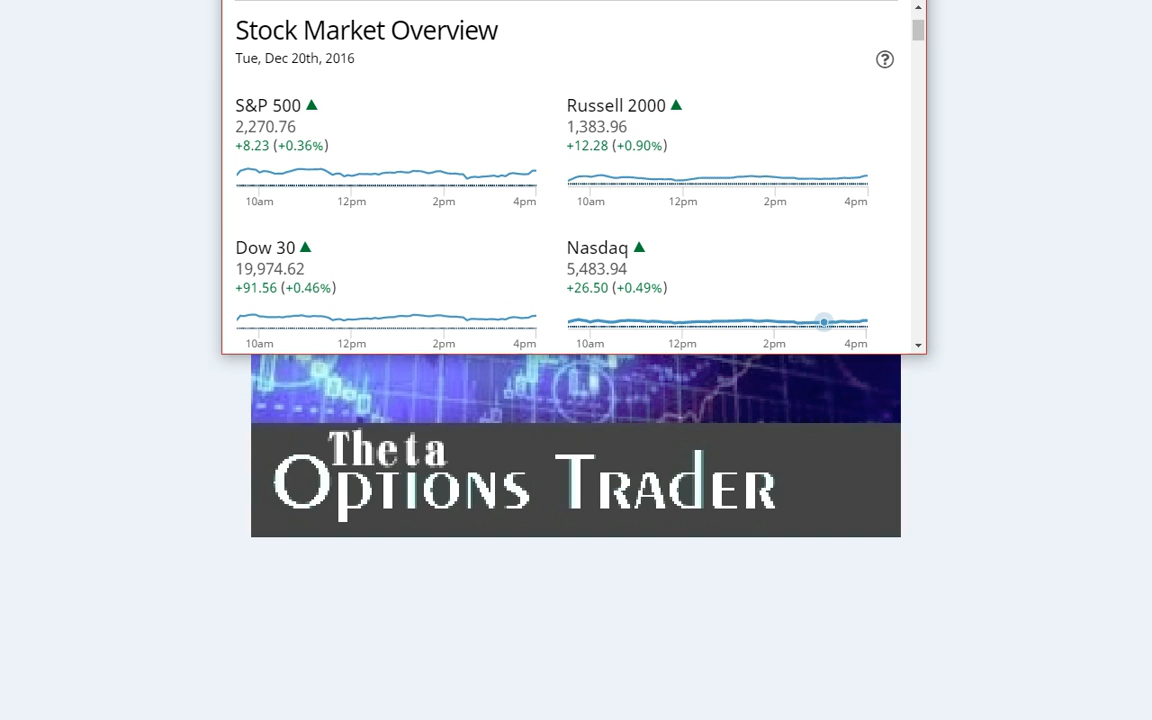 Stock Market Overview
Tue, Dec 20th, 2016
?
S&P 500
2,270.76
+8.23 (+0.36%)
10am 12pm 2pm 4pm
Russell 2000
1,383.96
+12.28 (+0.90%)
10am 12pm 2pm 4pm
Dow 30
19,974.62
+91.56 (+0.46%)
10am 12pm 2pm 4pm
Nasdaq
5,483.94
+26.50 (+0.49%)
10am 12pm 2pm 4pm
Theta
Options Trader